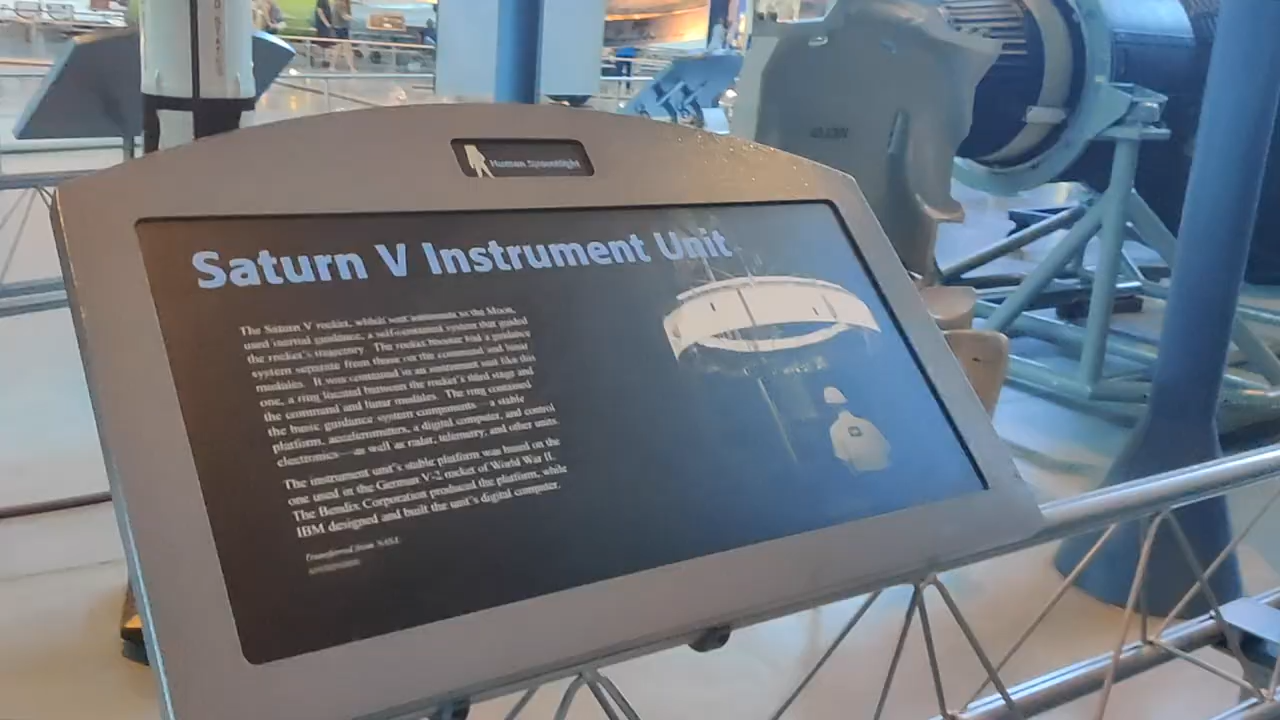 Human Spaceflight
Saturn V Instrument Unit
The Saturn V rocket, which sent astronauts to the Moon,
used inertial guidance, a self-contained system that guided
the rocket's trajectory. The rocket booster had a guidance
system separate from those on the command and lunar
modules. It was contained in an instrument unit like this
one, a ring located between the rocket's third stage and
the command and lunar modules. The ring contained
the basic guidance system components—a stable
platform, accelerometers, a digital computer, and control
electronics—as well as radar, telemetry, and other units.
The instrument unit's stable platform was based on the
one used in the German V-2 rocket of World War II.
The Bendix Corporation produced the platform, while
IBM designed and built the unit's digital computer.
Transferred from NASA